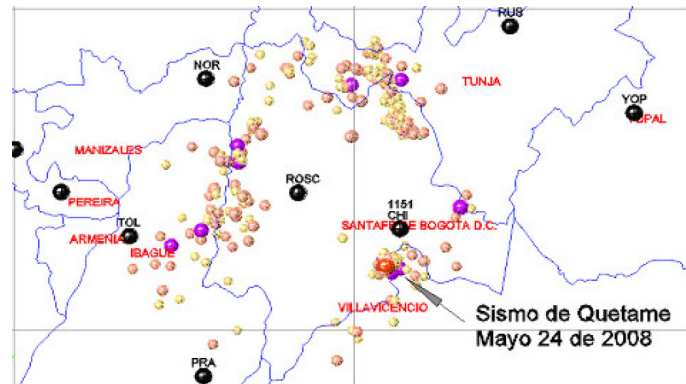 RUS
NOR
TUNJA
YOP
YOPAL
MANIZALES
ROSC
PEREIRA
1151
CHI
TOL
SANTAFE DE BOGOTA D.C.
ARMENIA
IBAGUE
VILLAVICENCIO
Sismo de Quetame
Mayo 24 de 2008
PRA